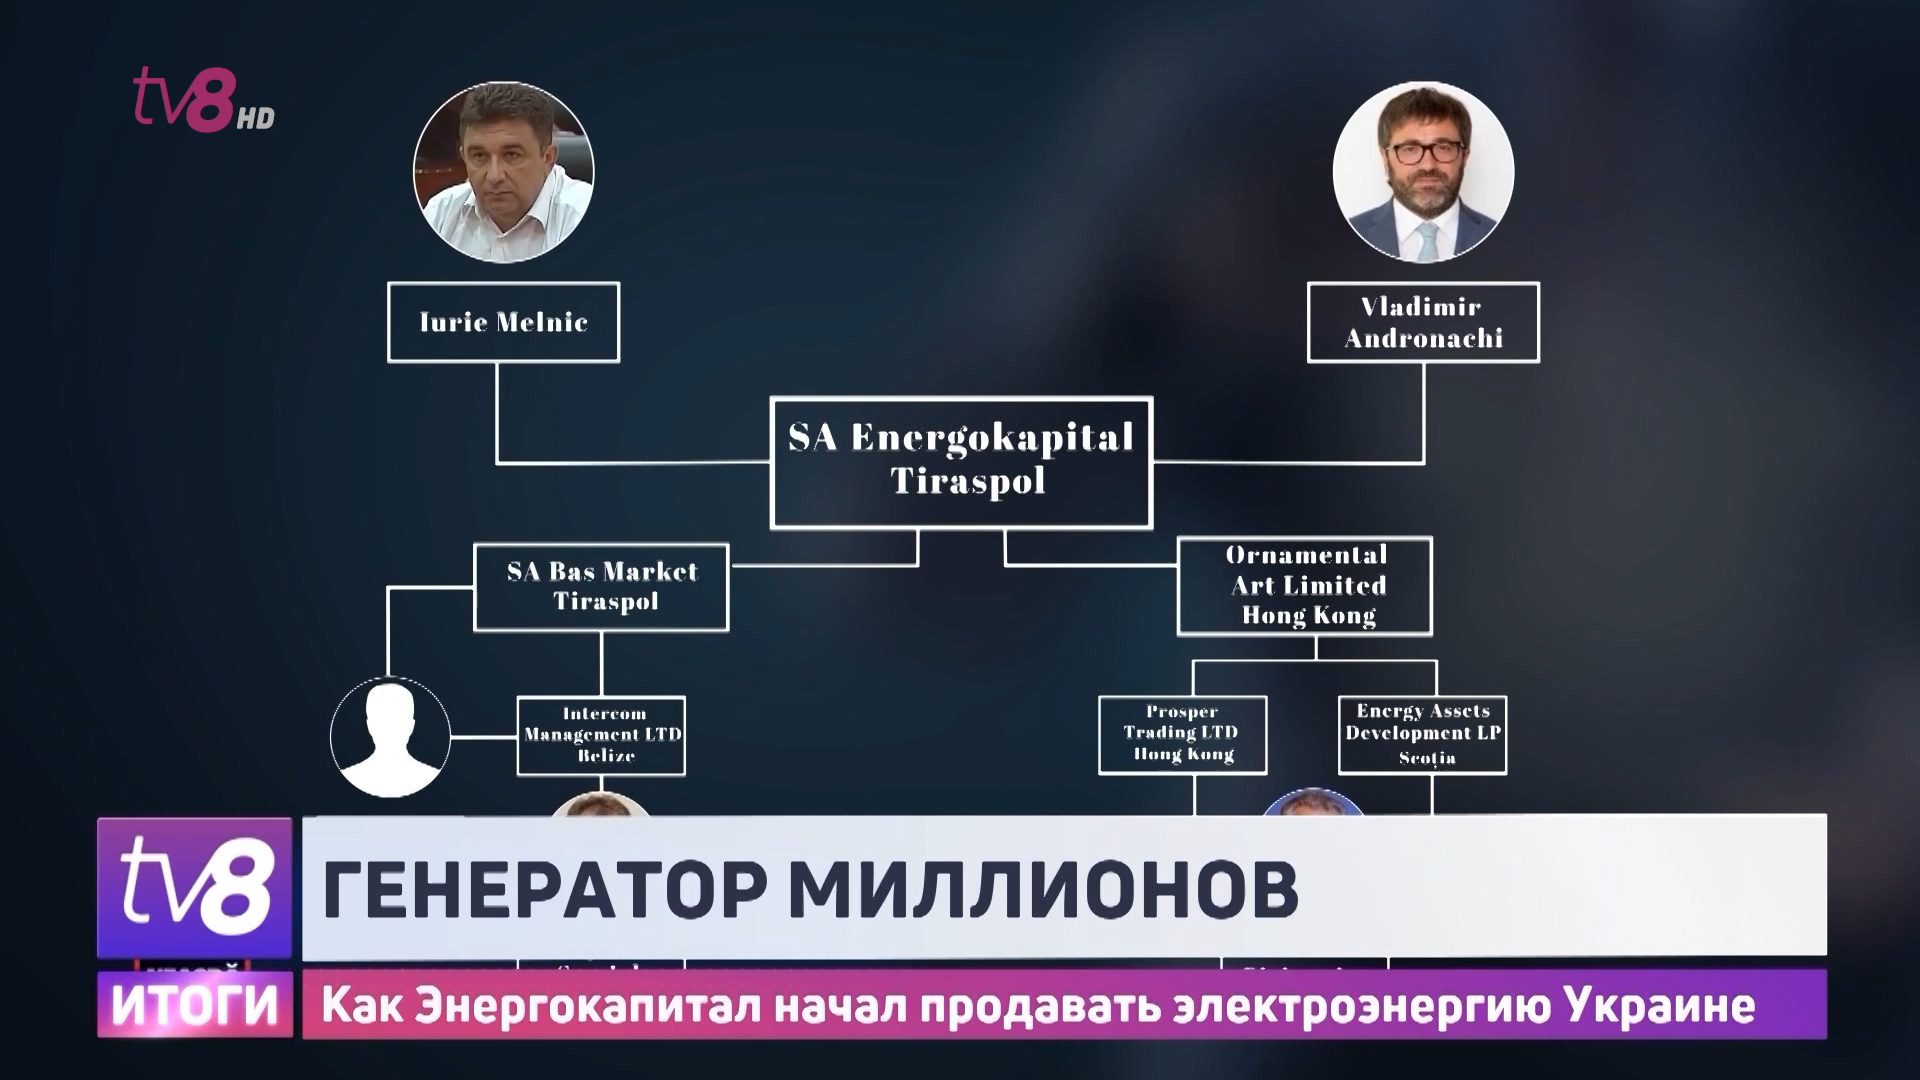 tv8 HD
Iurie Melnic
Vladimir
Andronachi
SA Energokapital
Tiraspol
SA Bas Market
Tiraspol
Ornamental
Art Limited
Hong Kong
Intercom
Management LTD
Belize
Prosper
Trading LTD
Hong Kong
Energy Assets
Development LP
Scoția
tv8
ГЕНЕРАТОР МИЛЛИОНОВ
ИТОГИ
Как Энергокапитал начал продавать электроэнергию Украине